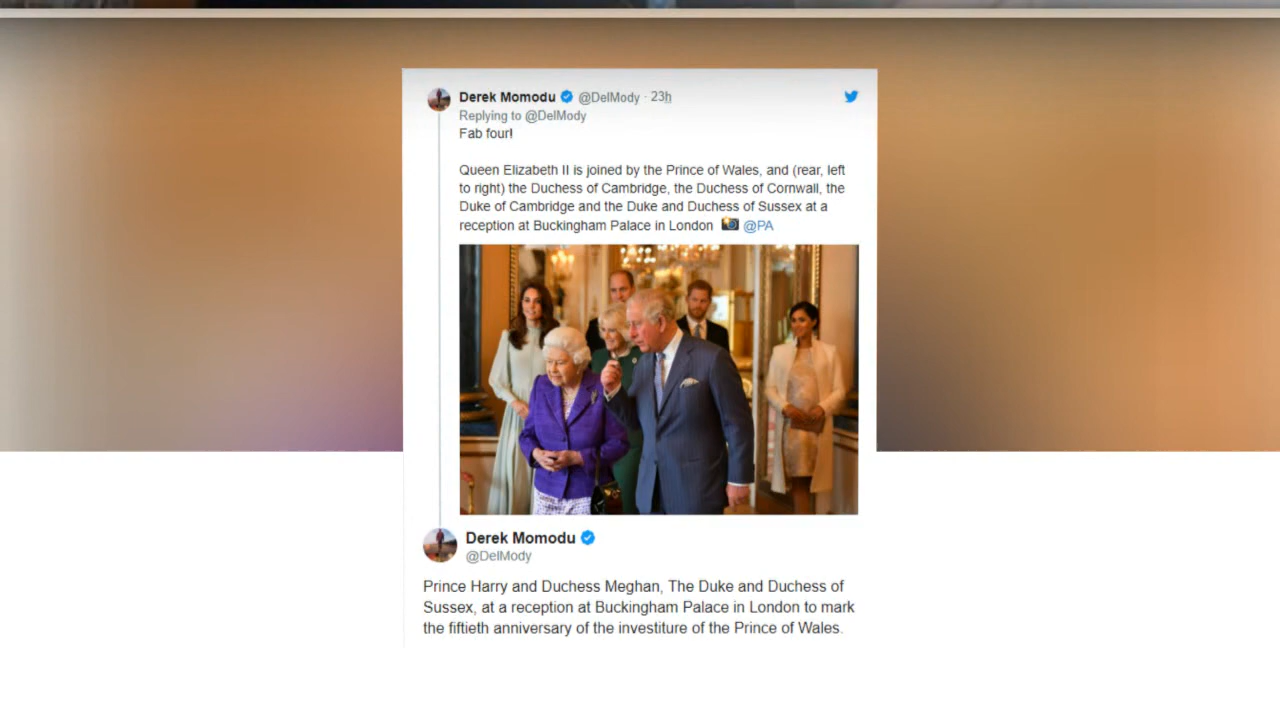 Derek Momodu @DelMody · 23h
Replying to @DelMody
Fab four!
Queen Elizabeth II is joined by the Prince of Wales, and (rear, left
to right) the Duchess of Cambridge, the Duchess of Cornwall, the
Duke of Cambridge and the Duke and Duchess of Sussex at a
reception at Buckingham Palace in London 📸 @PA
Derek Momodu
@DelMody
Prince Harry and Duchess Meghan, The Duke and Duchess of
Sussex, at a reception at Buckingham Palace in London to mark
the fiftieth anniversary of the investiture of the Prince of Wales.